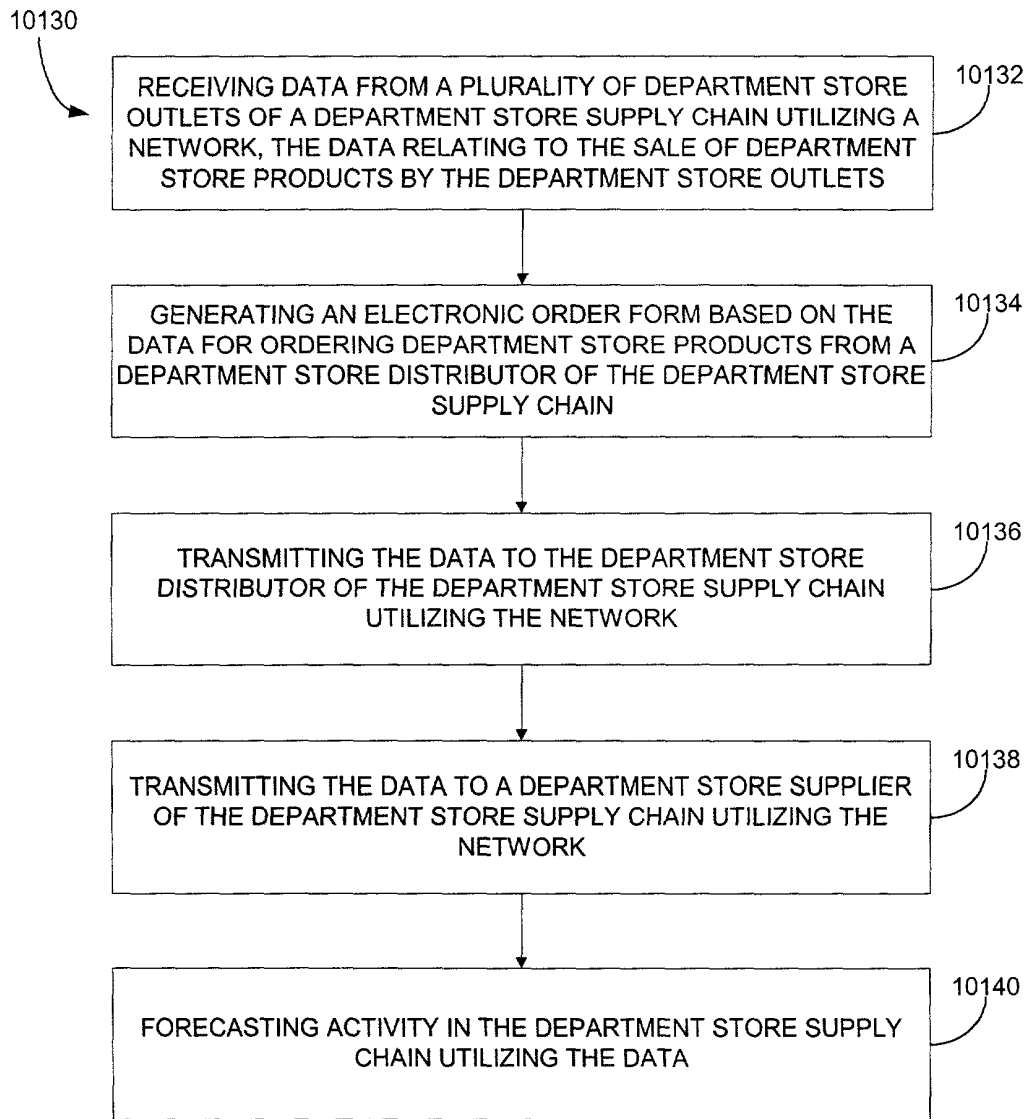 10130
RECEIVING DATA FROM A PLURALITY OF DEPARTMENT STORE
OUTLETS OF A DEPARTMENT STORE SUPPLY CHAIN UTILIZING A
NETWORK, THE DATA RELATING TO THE SALE OF DEPARTMENT
STORE PRODUCTS BY THE DEPARTMENT STORE OUTLETS
10132
GENERATING AN ELECTRONIC ORDER FORM BASED ON THE
DATA FOR ORDERING DEPARTMENT STORE PRODUCTS FROM A
DEPARTMENT STORE DISTRIBUTOR OF THE DEPARTMENT STORE
SUPPLY CHAIN
10134
TRANSMITTING THE DATA TO THE DEPARTMENT STORE
DISTRIBUTOR OF THE DEPARTMENT STORE SUPPLY CHAIN
UTILIZING THE NETWORK
10136
TRANSMITTING THE DATA TO A DEPARTMENT STORE SUPPLIER
OF THE DEPARTMENT STORE SUPPLY CHAIN UTILIZING THE
NETWORK
10138
FORECASTING ACTIVITY IN THE DEPARTMENT STORE SUPPLY
CHAIN UTILIZING THE DATA
10140